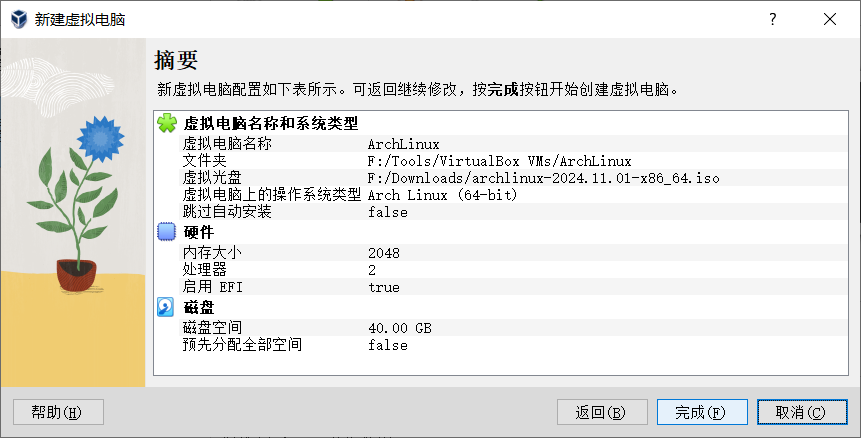 新建虚拟电脑
?
摘要
新虚拟电脑配置如下表所示。可返回继续修改，按完成按钮开始创建虚拟电脑。
虚拟电脑名称和系统类型
虚拟电脑名称 ArchLinux
文件夹 F:/Tools/VirtualBox VMs/ArchLinux
虚拟光盘 F:/Downloads/archlinux-2024.11.01-x86_64.iso
虚拟电脑上的操作系统类型 Arch Linux (64-bit)
跳过自动安装 false
硬件
内存大小 2048
处理器 2
启用 EFI true
磁盘
磁盘空间 40.00 GB
预先分配全部空间 false
帮助(H) 返回(B) 完成(F) 取消(C)